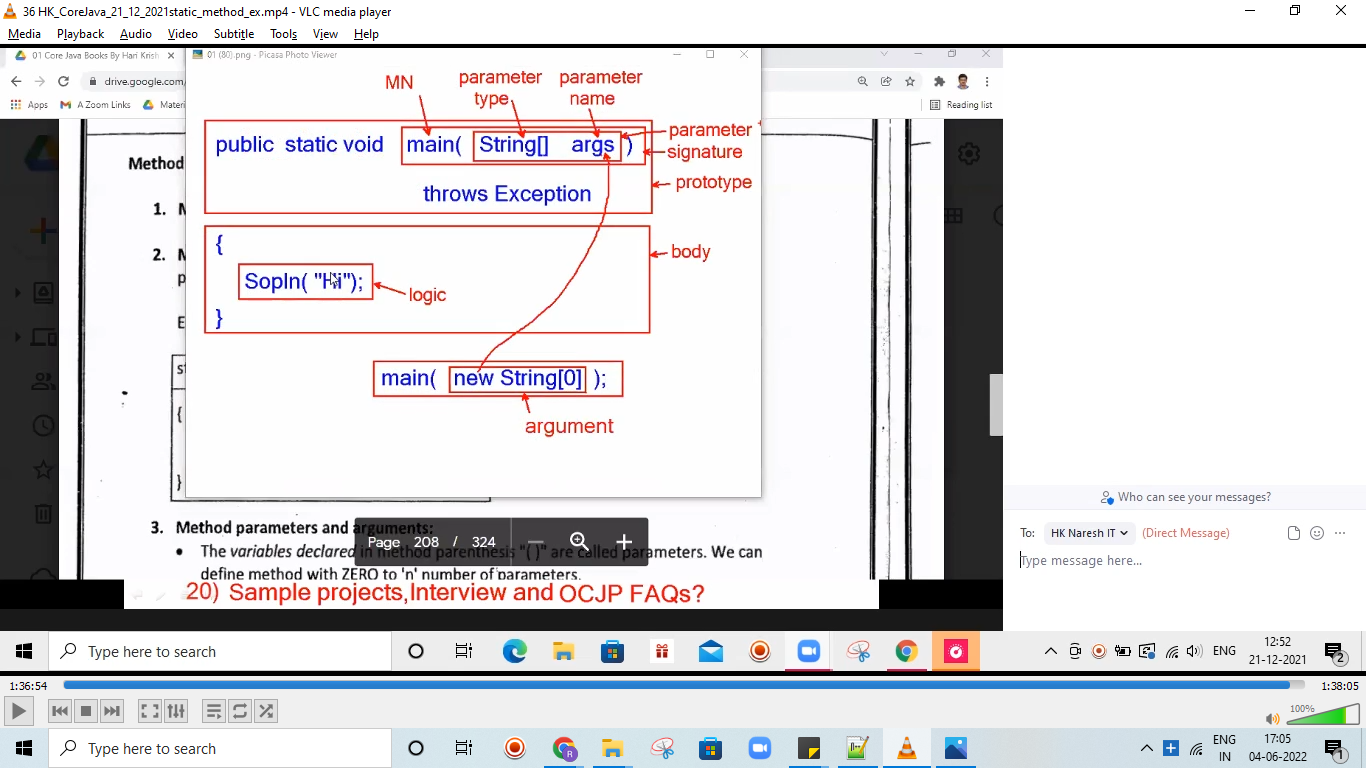 36 HK_CoreJava_21_12_2021static_method_ex.mp4 - VLC media player
Media Playback Audio Video Subtitle Tools View Help
01 Core Java Books By Hari Krish
01 (80).png - Picasa Photo Viewer
drive.google.com
Apps A Zoom Links Materi
Reading list
MN parameter type parameter name
public static void main( String[] args )
parameter
signature
throws Exception
prototype
{
Sopln( "Hi");
logic
}
body
main( new String[0] );
argument
Method
1.
2.
{
}
3. Method parameters and arguments:
• The variables declared in method parenthesis "( )" are called parameters. We can
define method with ZERO to 'n' number of parameters.
Page 208 / 324
20) Sample projects,Interview and OCJP FAQs?
Who can see your messages?
To: HK Naresh IT (Direct Message)
Type message here...
Type here to search
ENG
12:52
21-12-2021
2
1:36:54
1:38:05
100%
Type here to search
ENG
IN
17:05
04-06-2022
1